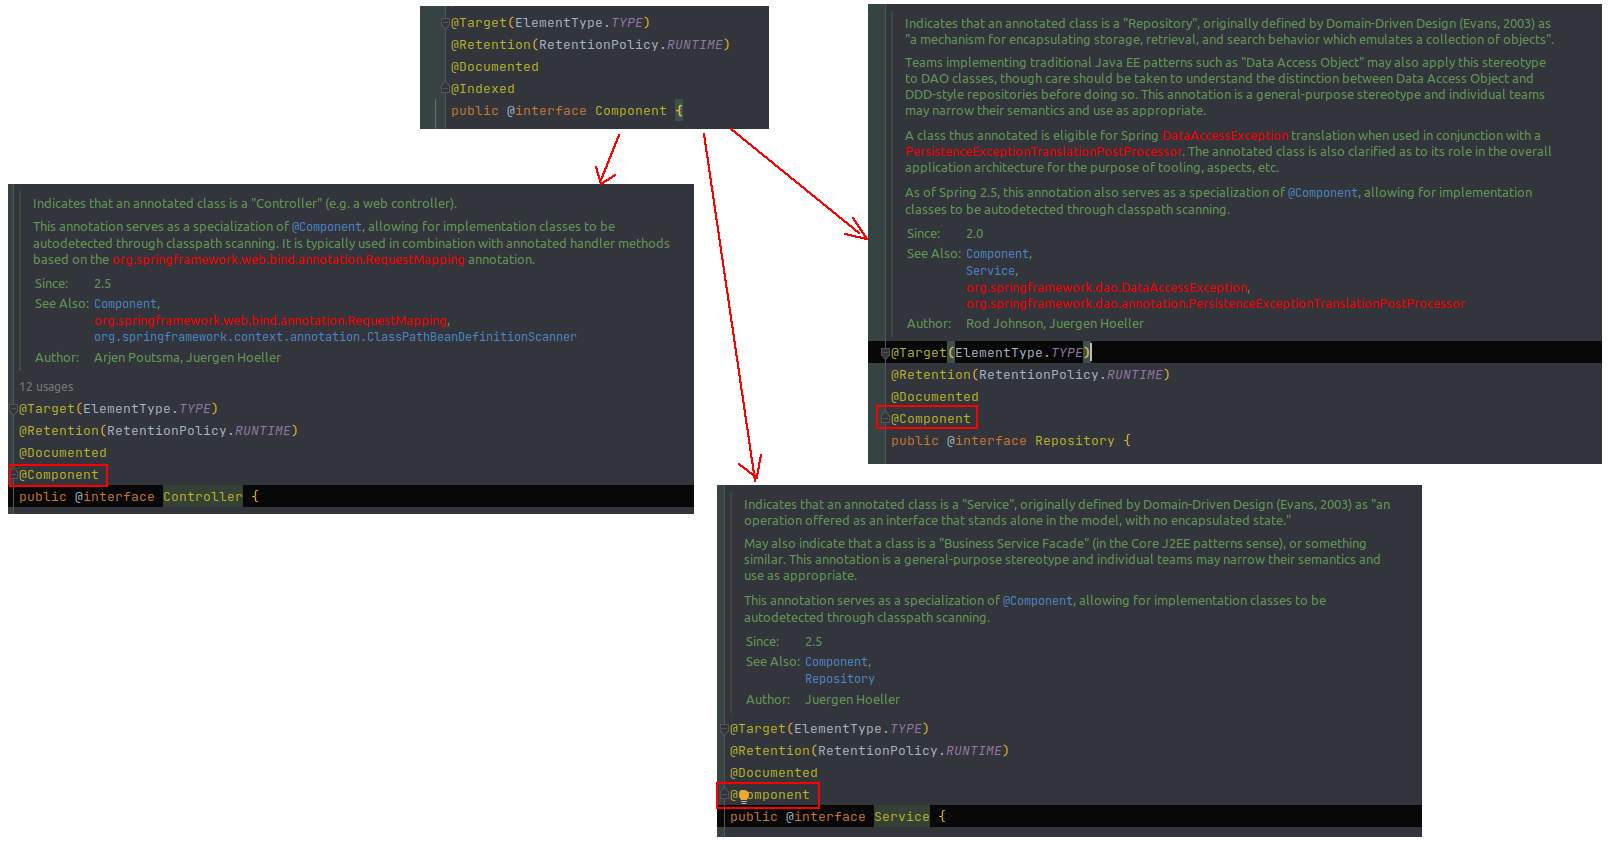 @Target(ElementType.TYPE)
@Retention(RetentionPolicy.RUNTIME)
@Documented
@Indexed
public @interface Component {
Indicates that an annotated class is a "Controller" (e.g. a web controller).
This annotation serves as a specialization of @Component, allowing for implementation classes to be
autodetected through classpath scanning. It is typically used in combination with annotated handler methods
based on the org.springframework.web.bind.annotation.RequestMapping annotation.
Since: 2.5
See Also: Component,
org.springframework.web.bind.annotation.RequestMapping,
org.springframework.context.annotation.ClassPathBeanDefinitionScanner
Author: Arjen Poutsma, Juergen Hoeller
12 usages
@Target(ElementType.TYPE)
@Retention(RetentionPolicy.RUNTIME)
@Documented
@Component
public @interface Controller {
Indicates that an annotated class is a "Repository", originally defined by Domain-Driven Design (Evans, 2003) as
"a mechanism for encapsulating storage, retrieval, and search behavior which emulates a collection of objects".
Teams implementing traditional Java EE patterns such as "Data Access Object" may also apply this stereotype
to DAO classes, though care should be taken to understand the distinction between Data Access Object and
DDD-style repositories before doing so. This annotation is a general-purpose stereotype and individual teams
may narrow their semantics and use as appropriate.
A class thus annotated is eligible for Spring DataAccessException translation when used in conjunction with a
PersistenceExceptionTranslationPostProcessor. The annotated class is also clarified as to its role in the overall
application architecture for the purpose of tooling, aspects, etc.
As of Spring 2.5, this annotation also serves as a specialization of @Component, allowing for implementation
classes to be autodetected through classpath scanning.
Since: 2.0
See Also: Component,
Service,
org.springframework.dao.DataAccessException,
org.springframework.dao.annotation.PersistenceExceptionTranslationPostProcessor
Author: Rod Johnson, Juergen Hoeller
@Target(ElementType.TYPE)
@Retention(RetentionPolicy.RUNTIME)
@Documented
@Component
public @interface Repository {
Indicates that an annotated class is a "Service", originally defined by Domain-Driven Design (Evans, 2003) as "an
operation offered as an interface that stands alone in the model, with no encapsulated state."
May also indicate that a class is a "Business Service Facade" (in the Core J2EE patterns sense), or something
similar. This annotation is a general-purpose stereotype and individual teams may narrow their semantics and
use as appropriate.
This annotation serves as a specialization of @Component, allowing for implementation classes to be
autodetected through classpath scanning.
Since: 2.5
See Also: Component,
Repository
Author: Juergen Hoeller
@Target(ElementType.TYPE)
@Retention(RetentionPolicy.RUNTIME)
@Documented
@Component
public @interface Service {